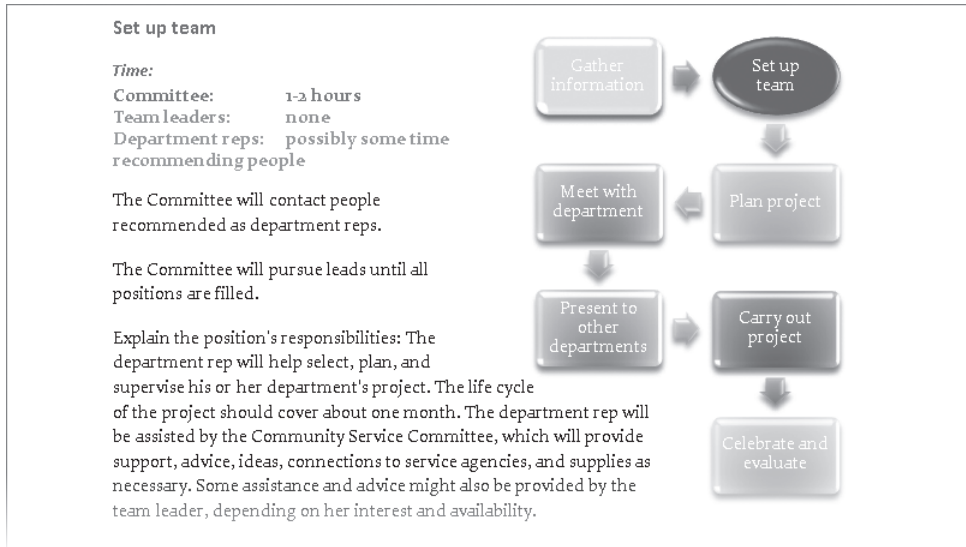 Set up team
Time:
Committee: 1-2 hours
Team leaders: none
Department reps: possibly some time
recommending people
The Committee will contact people
recommended as department reps.
The Committee will pursue leads until all
positions are filled.
Explain the position's responsibilities: The
department rep will help select, plan, and
supervise his or her department's project. The life cycle
of the project should cover about one month. The department rep will
be assisted by the Community Service Committee, which will provide
support, advice, ideas, connections to service agencies, and supplies as
necessary. Some assistance and advice might also be provided by the
team leader, depending on her interest and availability.
Gather
information
Set up
team
Plan project
Meet with
department
Present to
other
departments
Carry out
project
Celebrate and
evaluate